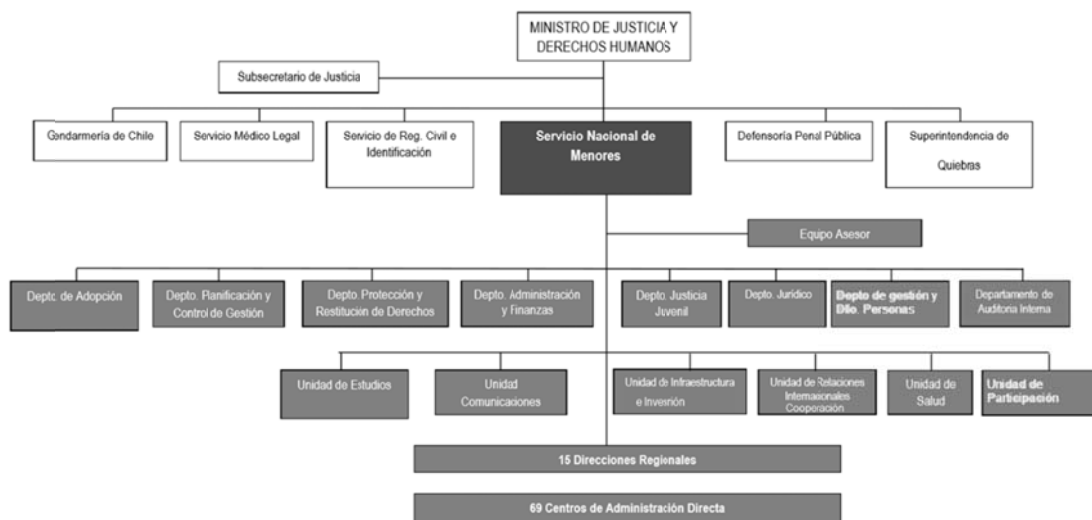 MINISTRO DE JUSTICIA Y
DERECHOS HUMANOS
Subsecretario de Justicia
Gendarmería de Chile
Servicio Médico Legal
Servicio de Reg. Civil e
Identificación
Servicio Nacional de
Menores
Defensoría Penal Pública
Superintendencia de
Quiebras
Equipo Asesor
Depto. de Adopción
Depto. Planificación y
Control de Gestión
Depto. Protección y
Restitución de Derechos
Depto. Administración
y Finanzas
Depto. Justicia
Juvenil
Depto. Jurídico
Depto de gestión y
Dllo. Personas
Departamento de
Auditoria Interna
Unidad de Estudios
Unidad
Comunicaciones
Unidad de Infraestructura
e Inversión
Unidad de Relaciones
Internacionales
Cooperación
Unidad de
Salud
Unidad de
Participación
15 Direcciones Regionales
69 Centros de Administración Directa